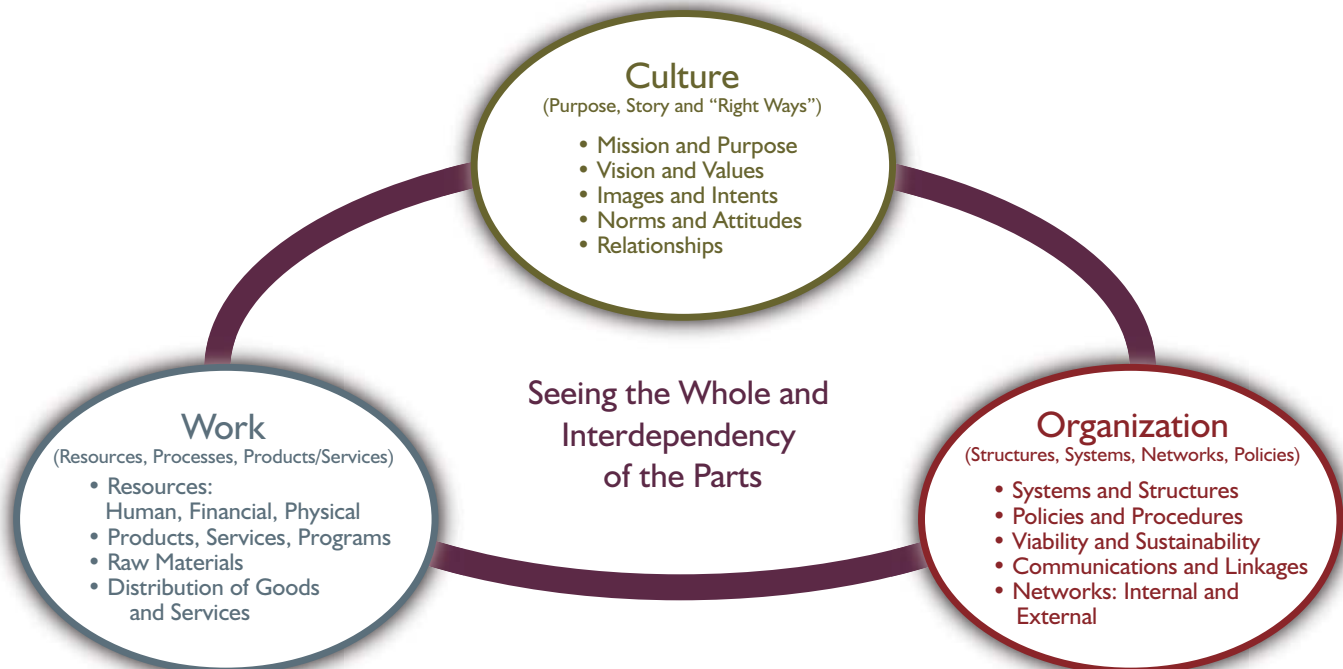 Culture
(Purpose, Story and “Right Ways”)
• Mission and Purpose
• Vision and Values
• Images and Intents
• Norms and Attitudes
• Relationships
Seeing the Whole and
Interdependency
of the Parts
Work
(Resources, Processes, Products/Services)
• Resources:
Human, Financial, Physical
• Products, Services, Programs
• Raw Materials
• Distribution of Goods
and Services
Organization
(Structures, Systems, Networks, Policies)
• Systems and Structures
• Policies and Procedures
• Viability and Sustainability
• Communications and Linkages
• Networks: Internal and
External